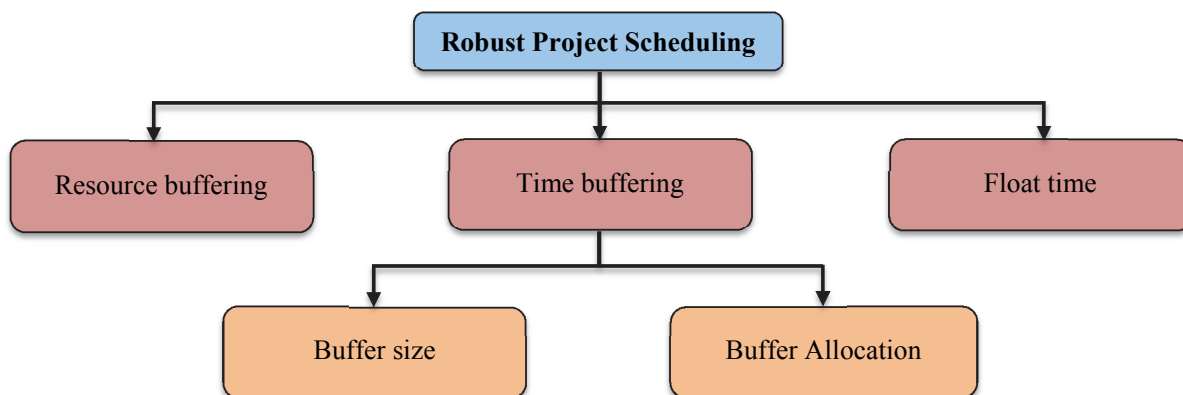 Robust Project Scheduling
Resource buffering
Time buffering
Float time
Buffer size
Buffer Allocation